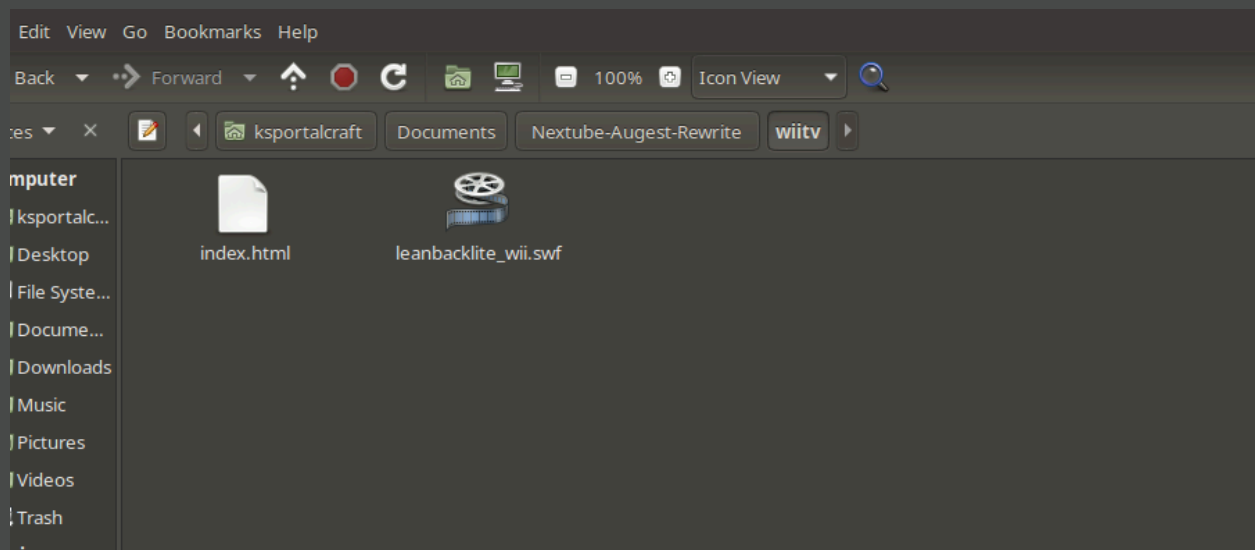 Edit View Go Bookmarks Help
Back Forward 100% Icon View
ces ksportalcraft Documents Nextube-Augest-Rewrite wiitv
mputer
ksportalc...
Desktop
File Syste...
Docume...
Downloads
Music
Pictures
Videos
Trash
index.html leanbacklite_wii.swf